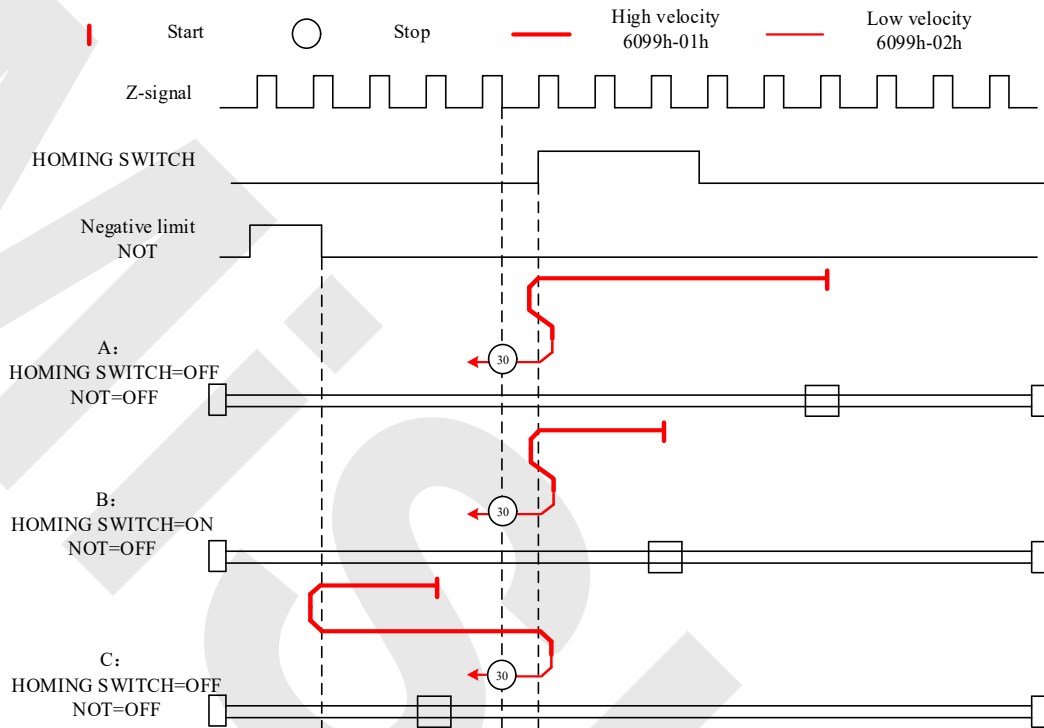 Start
Stop
High velocity
6099h-01h
Low velocity
6099h-02h
Z-signal
HOMING SWITCH
Negative limit
NOT
30
A:
HOMING SWITCH=OFF
NOT=OFF
30
B:
HOMING SWITCH=ON
NOT=OFF
30
C:
HOMING SWITCH=OFF
NOT=OFF